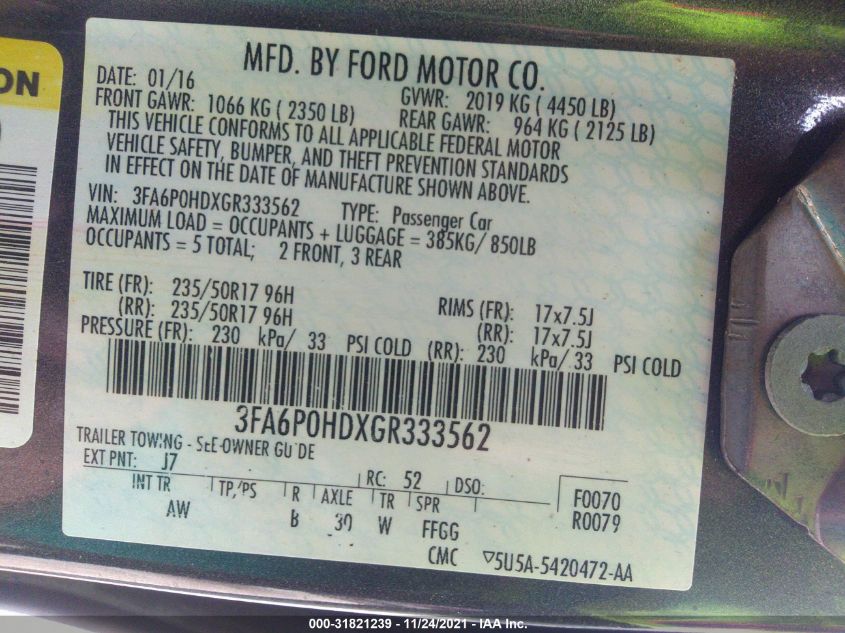 ON
MFD. BY FORD MOTOR CO.
DATE: 01/16 GVWR: 2019 KG ( 4450 LB)
FRONT GAWR: 1066 KG ( 2350 LB) REAR GAWR: 964 KG ( 2125 LB)
THIS VEHICLE CONFORMS TO ALL APPLICABLE FEDERAL MOTOR
VEHICLE SAFETY, BUMPER, AND THEFT PREVENTION STANDARDS
IN EFFECT ON THE DATE OF MANUFACTURE SHOWN ABOVE.
VIN: 3FA6P0HDXGR333562 TYPE: Passenger Car
MAXIMUM LOAD = OCCUPANTS + LUGGAGE = 385KG/ 850LB
OCCUPANTS = 5 TOTAL; 2 FRONT, 3 REAR
TIRE (FR): 235/50R17 96H RIMS (FR): 17x7.5J
(RR): 235/50R17 96H (RR): 17x7.5J
PRESSURE (FR): 230 kPa/ 33 PSI COLD (RR): 230 kPa/ 33 PSI COLD
3FA6P0HDXGR333562
TRAILER TOWING - SEE OWNER GUIDE
EXT PNT: J7 RC: 52 DSO:
INT TR TP/PS R AXLE TR SPR F0070
AW B 30 W FFGG R0079
CMC ▽5U5A-5420472-AA
000-31821239 - 11/24/2021 - IAA Inc.